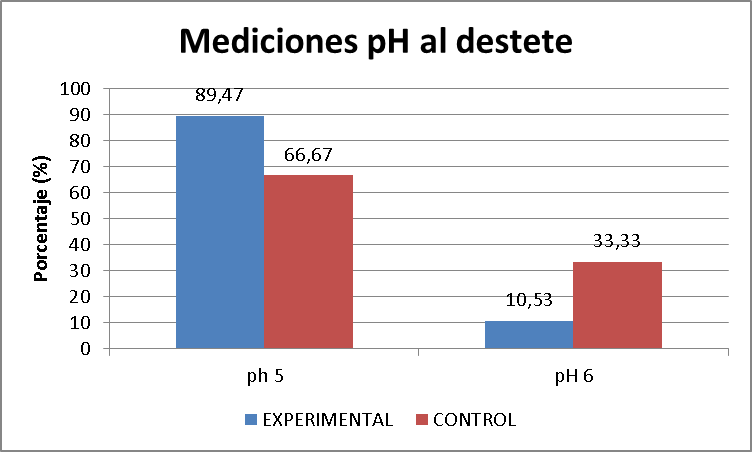 Mediciones pH al destete
Porcentaje (%)
100
90
80
70
60
50
40
30
20
10
0
89,47
66,67
10,53
33,33
ph 5
pH 6
EXPERIMENTAL
CONTROL